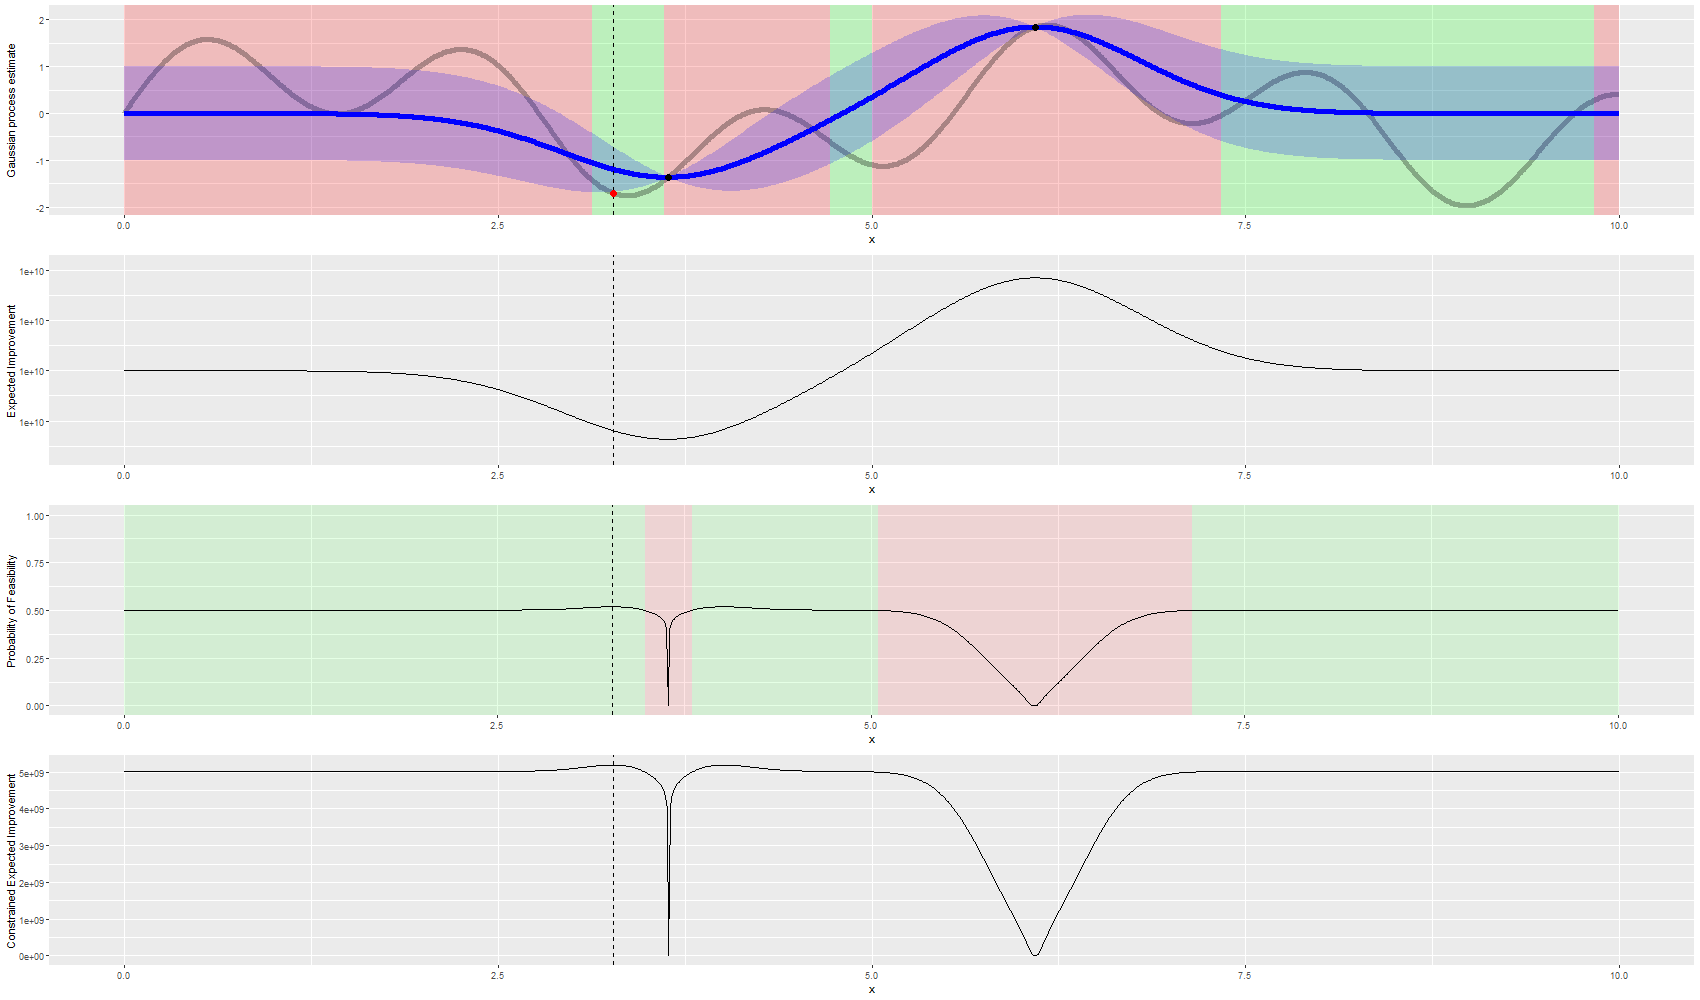 Gaussian process estimate
2
1
0
-1
-2
0.0 2.5 5.0 7.5 10.0
x
Expected Improvement
1e+10
1e+10
1e+10
1e+10
0.0 2.5 5.0 7.5 10.0
x
Probability of Feasibility
1.00
0.75
0.50
0.25
0.00
0.0 2.5 5.0 7.5 10.0
x
Constrained Expected Improvement
5e+09
4e+09
3e+09
2e+09
1e+09
0e+00
0.0 2.5 5.0 7.5 10.0
x